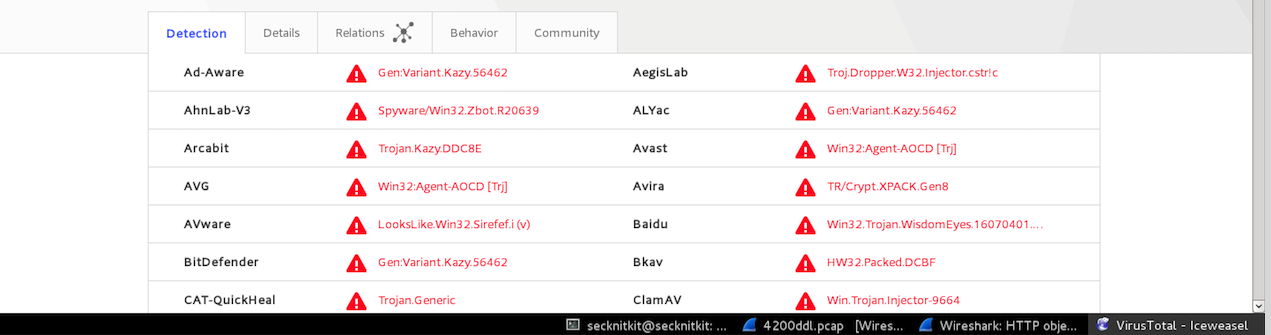 Detection Details Relations Behavior Community
Ad-Aware Gen:Variant.Kazy.56462 AegisLab Troj.Dropper.W32.Injector.cstr!c
AhnLab-V3 Spyware/Win32.Zbot.R20639 ALYac Gen:Variant.Kazy.56462
Arcabit Trojan.Kazy.DDC8E Avast Win32:Agent-AOCD [Trj]
AVG Win32:Agent-AOCD [Trj] Avira TR/Crypt.XPACK.Gen8
AVware LooksLike.Win32.Sirefef.i (v) Baidu Win32.Trojan.WisdomEyes.16070401....
BitDefender Gen:Variant.Kazy.56462 Bkav HW32.Packed.DCBF
CAT-QuickHeal Trojan.Generic ClamAV Win.Trojan.Injector-9664
secknitkit@secknitkit: ... 4200ddl.pcap [Wires... Wireshark: HTTP obje... VirusTotal - Iceweasel